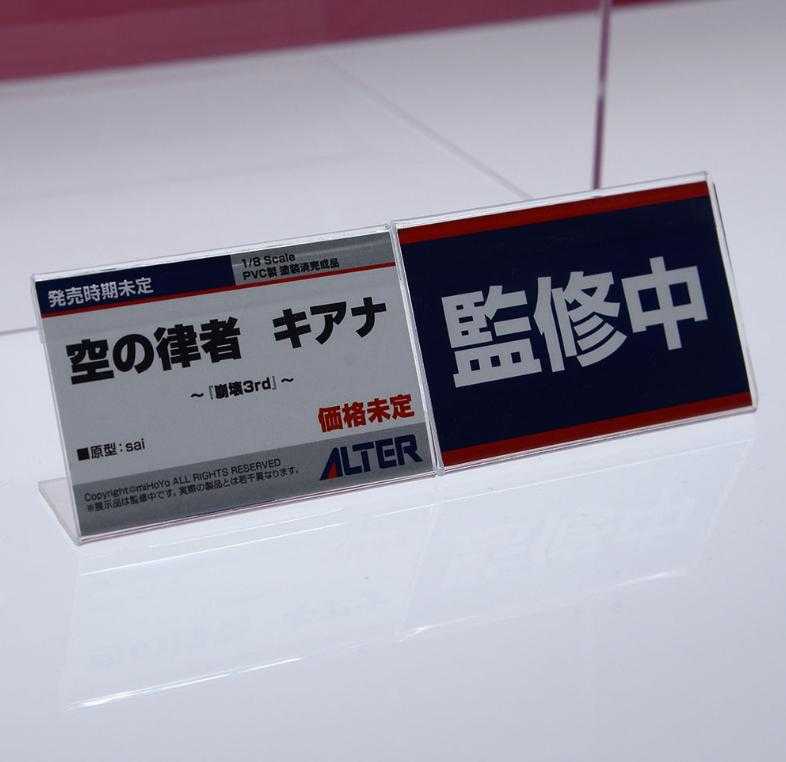 発売時期未定
1/8 Scale
PVC製 塗装済完成品
空の律者 キアナ
～『崩壊3rd』～
価格未定
■原型：sai
ALTER
Copyright©miHoYo ALL RIGHTS RESERVED
※展示品は監修中です。実際の製品とは若干異なります。
監修中